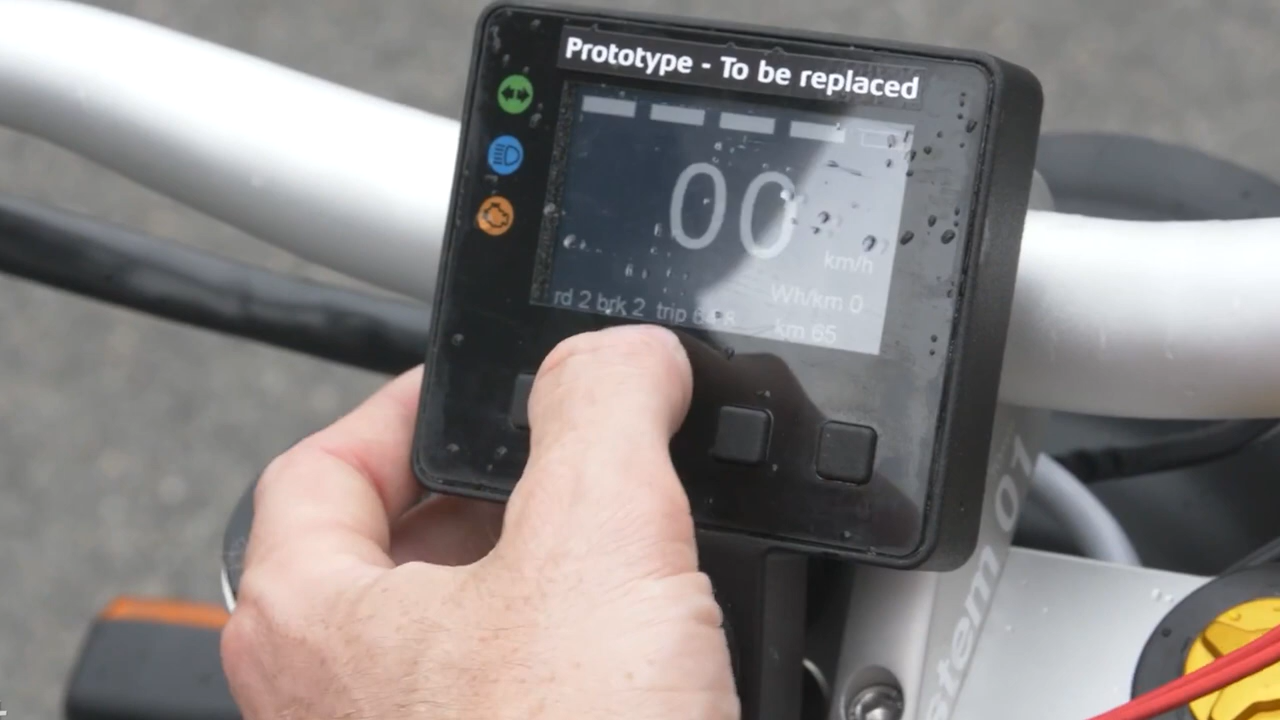 Prototype - To be replaced
00
km/h
Wh/km 0
rd 2 brk 2 trip
km 65
stem 01